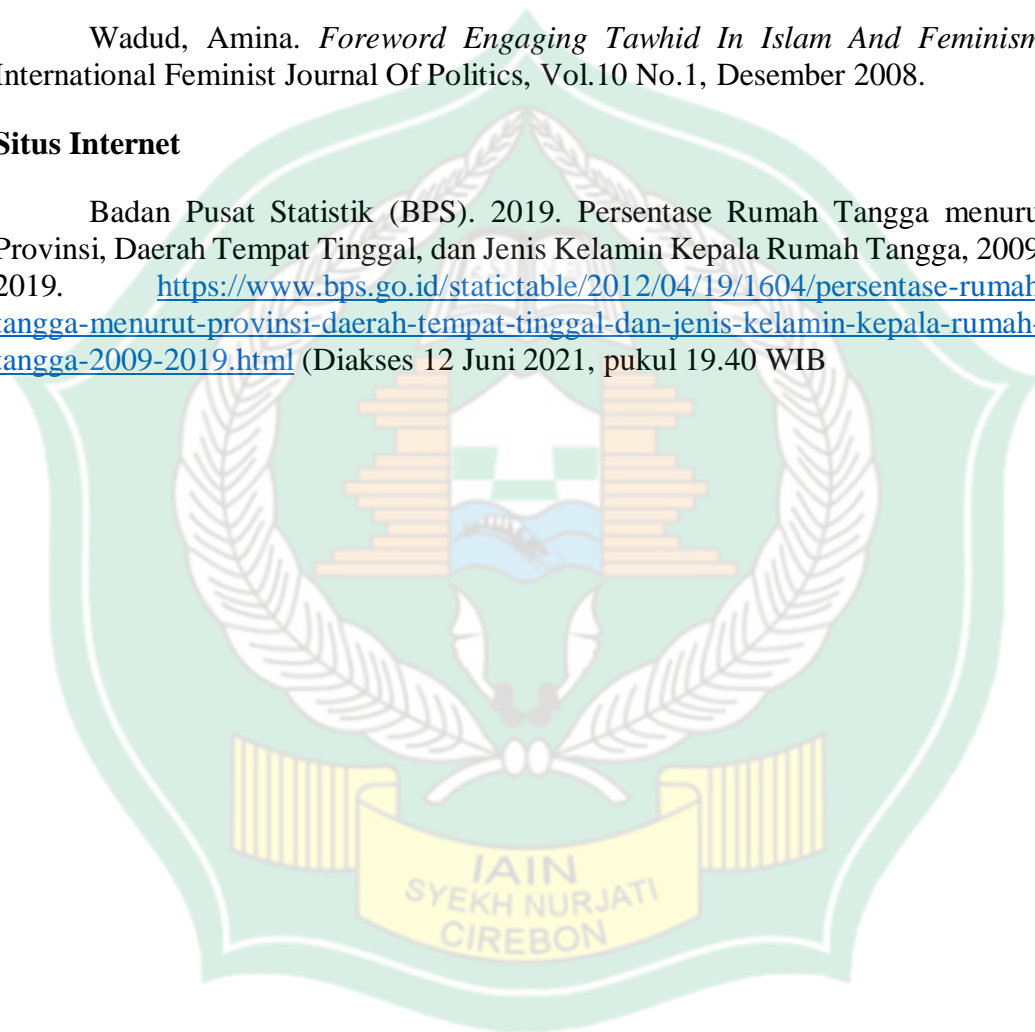 Wadud, Amina. Foreword Engaging Tawhid In Islam And Feminism
International Feminist Journal Of Politics, Vol.10 No.1, Desember 2008.
Situs Internet
Badan Pusat Statistik (BPS). 2019. Persentase Rumah Tangga menuru
Provinsi, Daerah Tempat Tinggal, dan Jenis Kelamin Kepala Rumah Tangga, 2009
2019. https://www.bps.go.id/statictable/2012/04/19/1604/persentase-rumah
tangga-menurut-provinsi-daerah-tempat-tinggal-dan-jenis-kelamin-kepala-rumah-
tangga-2009-2019.html (Diakses 12 Juni 2021, pukul 19.40 WIB
IAIN
SYEKH NURJATI
CIREBON